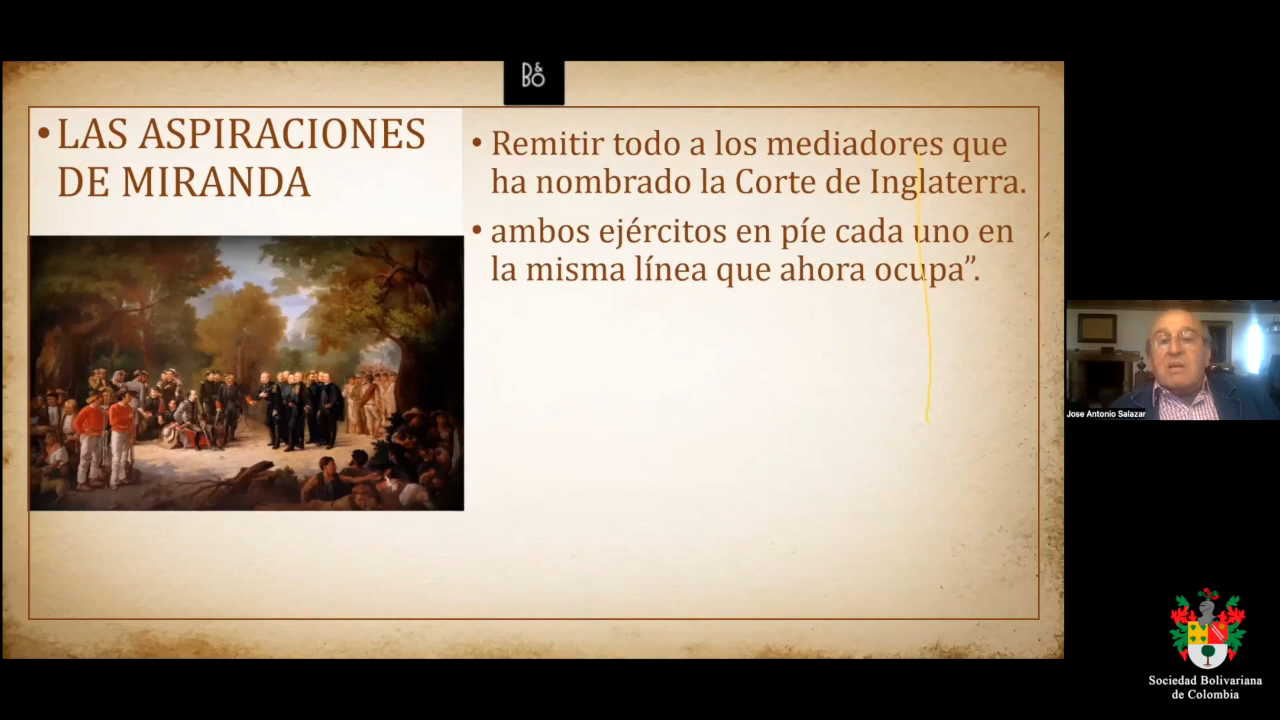 B&O
• LAS ASPIRACIONES
DE MIRANDA
• Remitir todo a los mediadores que
ha nombrado la Corte de Inglaterra.
• ambos ejércitos en píe cada uno en
la misma línea que ahora ocupa”.
Jose Antonio Salazar
Sociedad Bolivariana
de Colombia